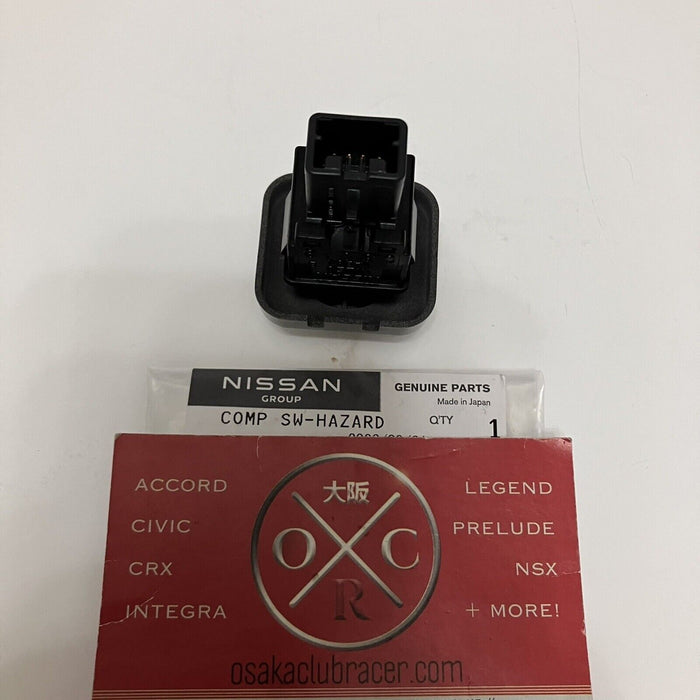 NISSAN
GROUP
GENUINE PARTS
Made in Japan
COMP SW-HAZARD
Q'TY
1
ACCORD
CIVIC
CRX
INTEGRA
大阪
O C
R
LEGEND
PRELUDE
NSX
+ MORE!
osakaclubracer.com